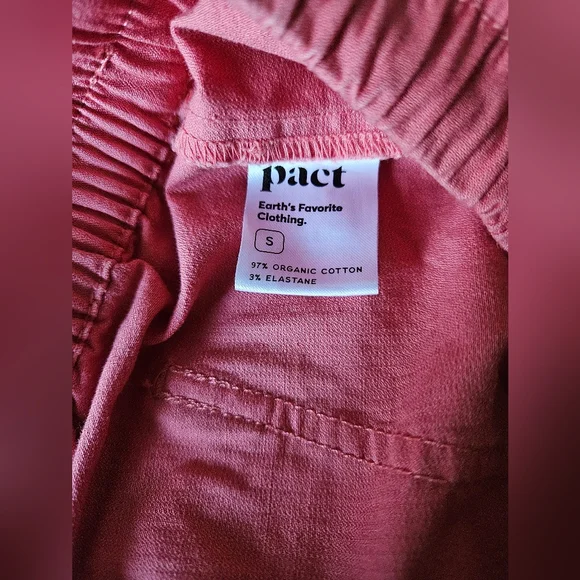 pact
Earth's Favorite
Clothing.
S
97% ORGANIC COTTON
3% ELASTANE